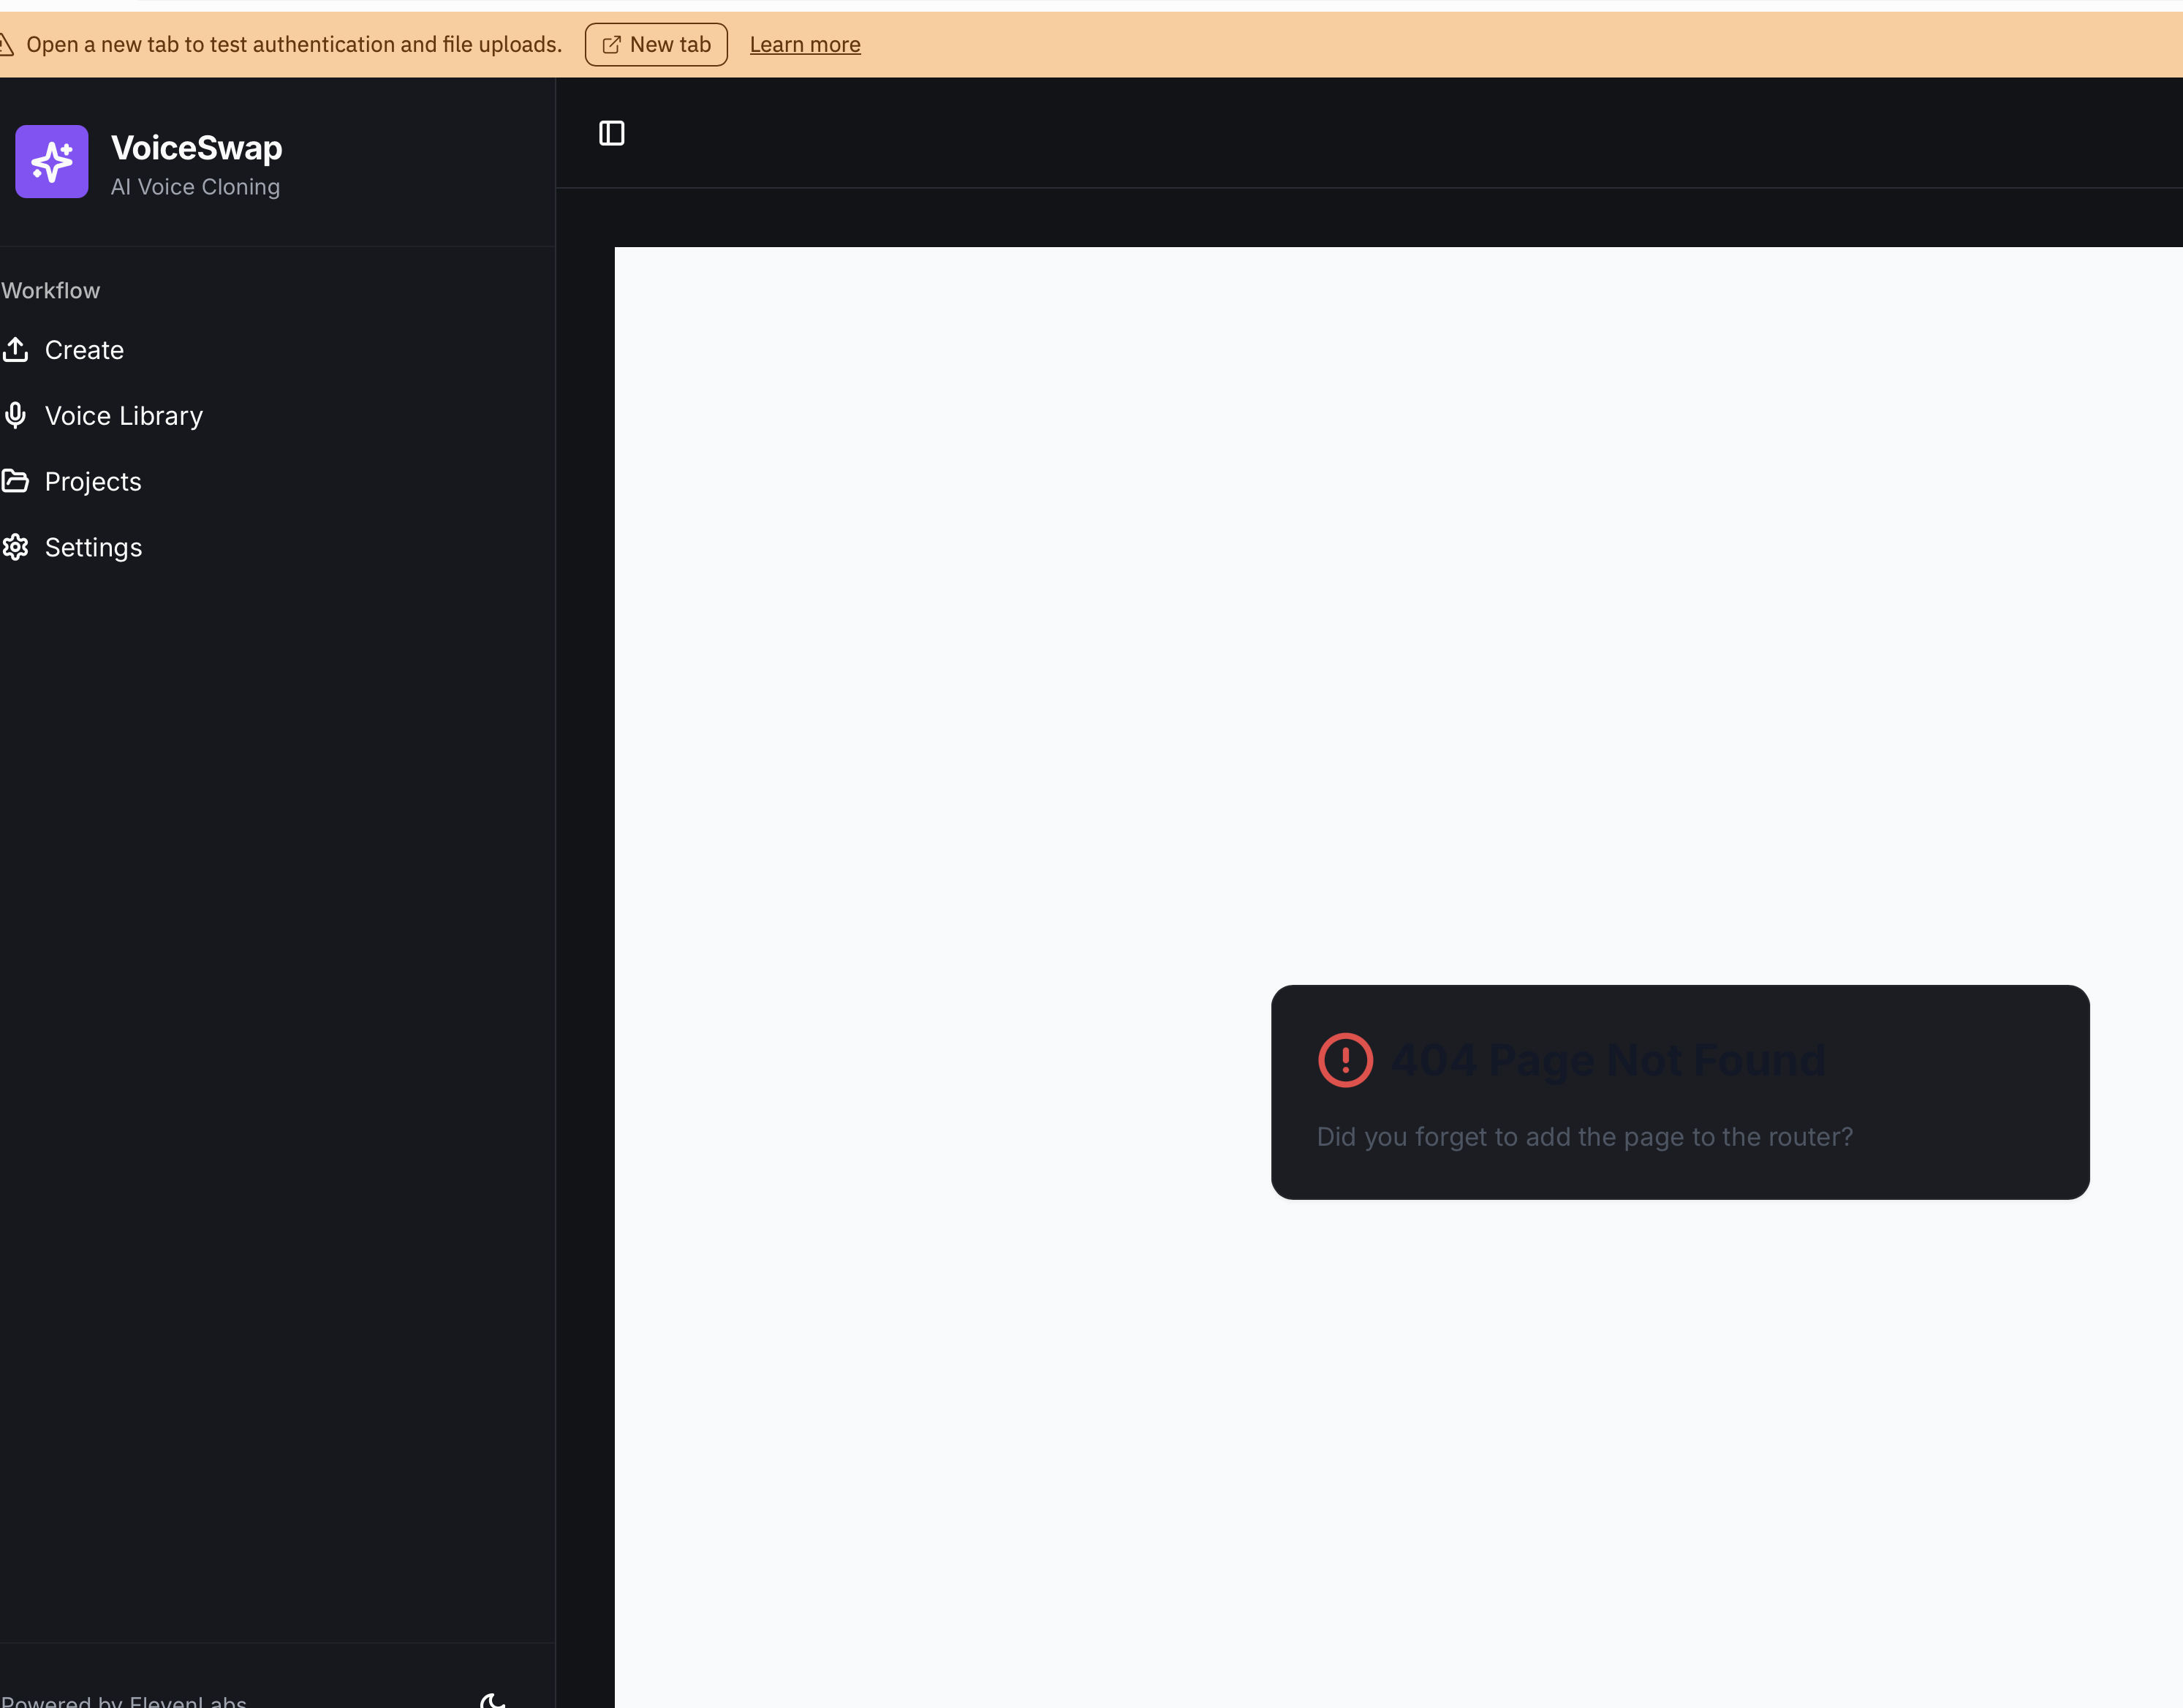 Open a new tab to test authentication and file uploads. New tab Learn more
VoiceSwap
AI Voice Cloning
Workflow
Create
Voice Library
Projects
Settings
404 Page Not Found
Did you forget to add the page to the router?
Powered by ElevenLabs